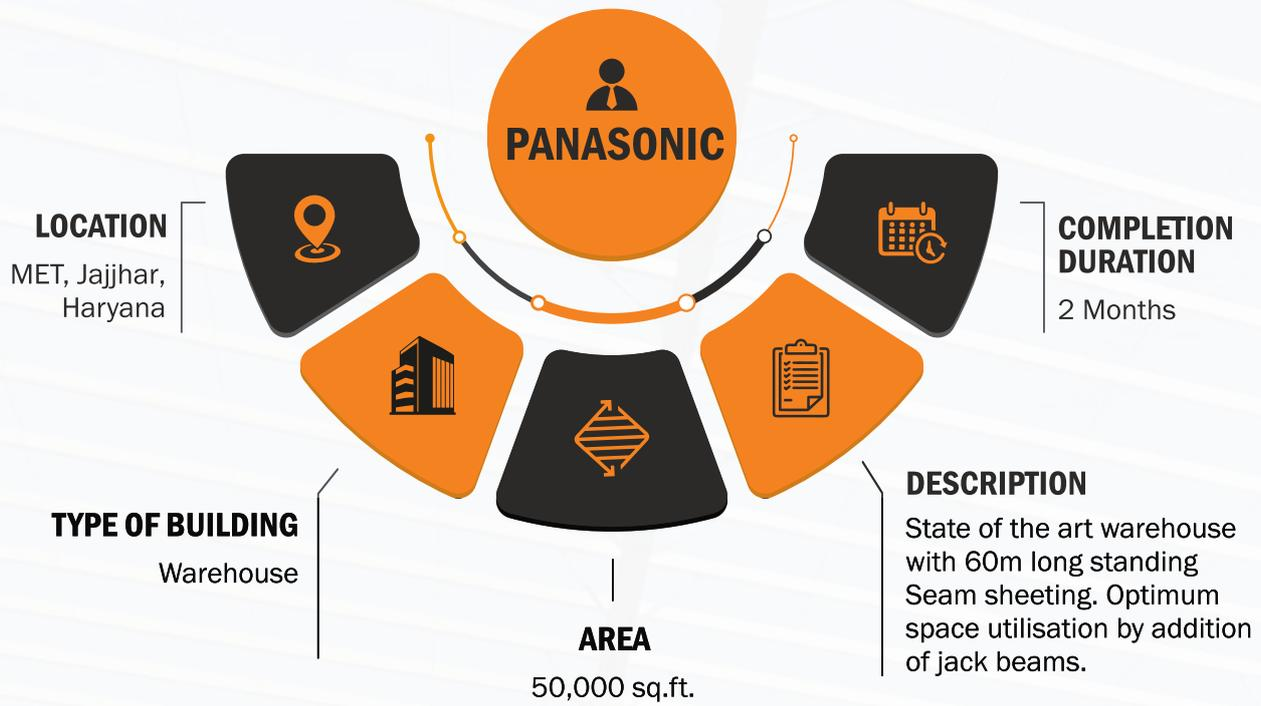 PANASONIC
LOCATION
MET, Jajjhar,
Haryana
TYPE OF BUILDING
Warehouse
AREA
50,000 sq.ft.
DESCRIPTION
State of the art warehouse
with 60m long standing
Seam sheeting. Optimum
space utilisation by addition
of jack beams.
COMPLETION
DURATION
2 Months